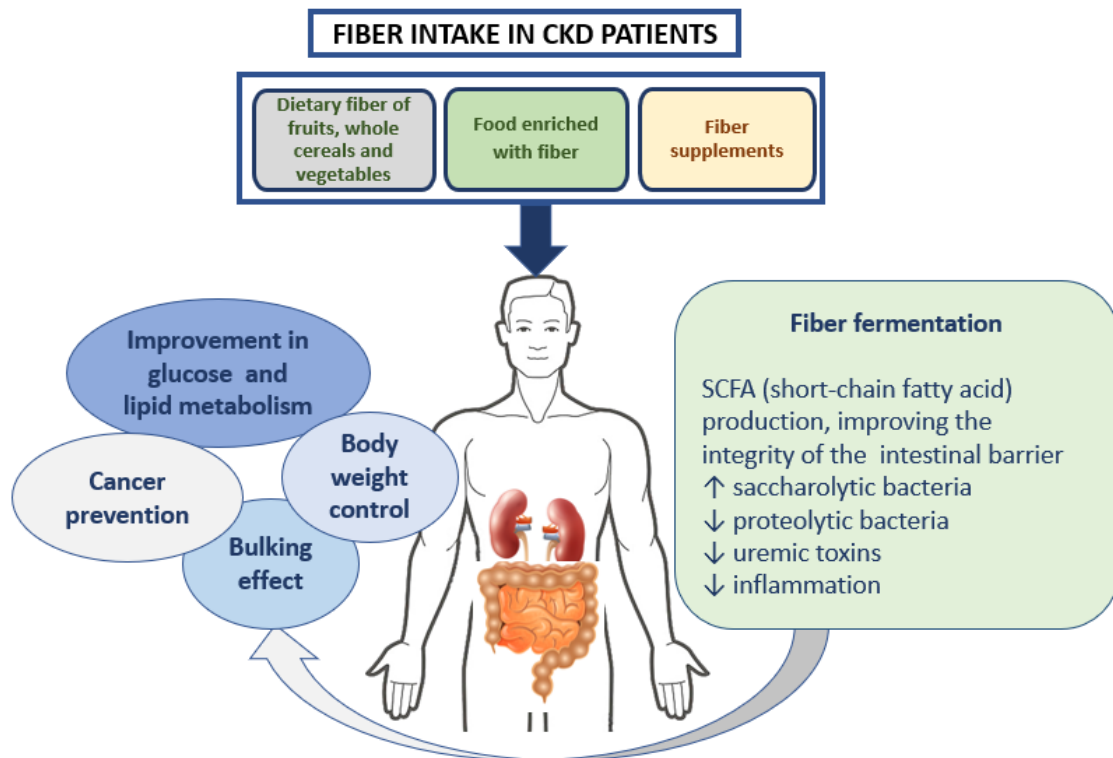 FIBER INTAKE IN CKD PATIENTS
Dietary fiber of
fruits, whole
cereals and
vegetables
Food enriched
with fiber
Fiber
supplements
Improvement in
glucose and
lipid metabolism
Body
weight
control
Cancer
prevention
Bulking
effect
Fiber fermentation
SCFA (short-chain fatty acid)
production, improving the
integrity of the intestinal barrier
↑ saccharolytic bacteria
↓ proteolytic bacteria
↓ uremic toxins
↓ inflammation